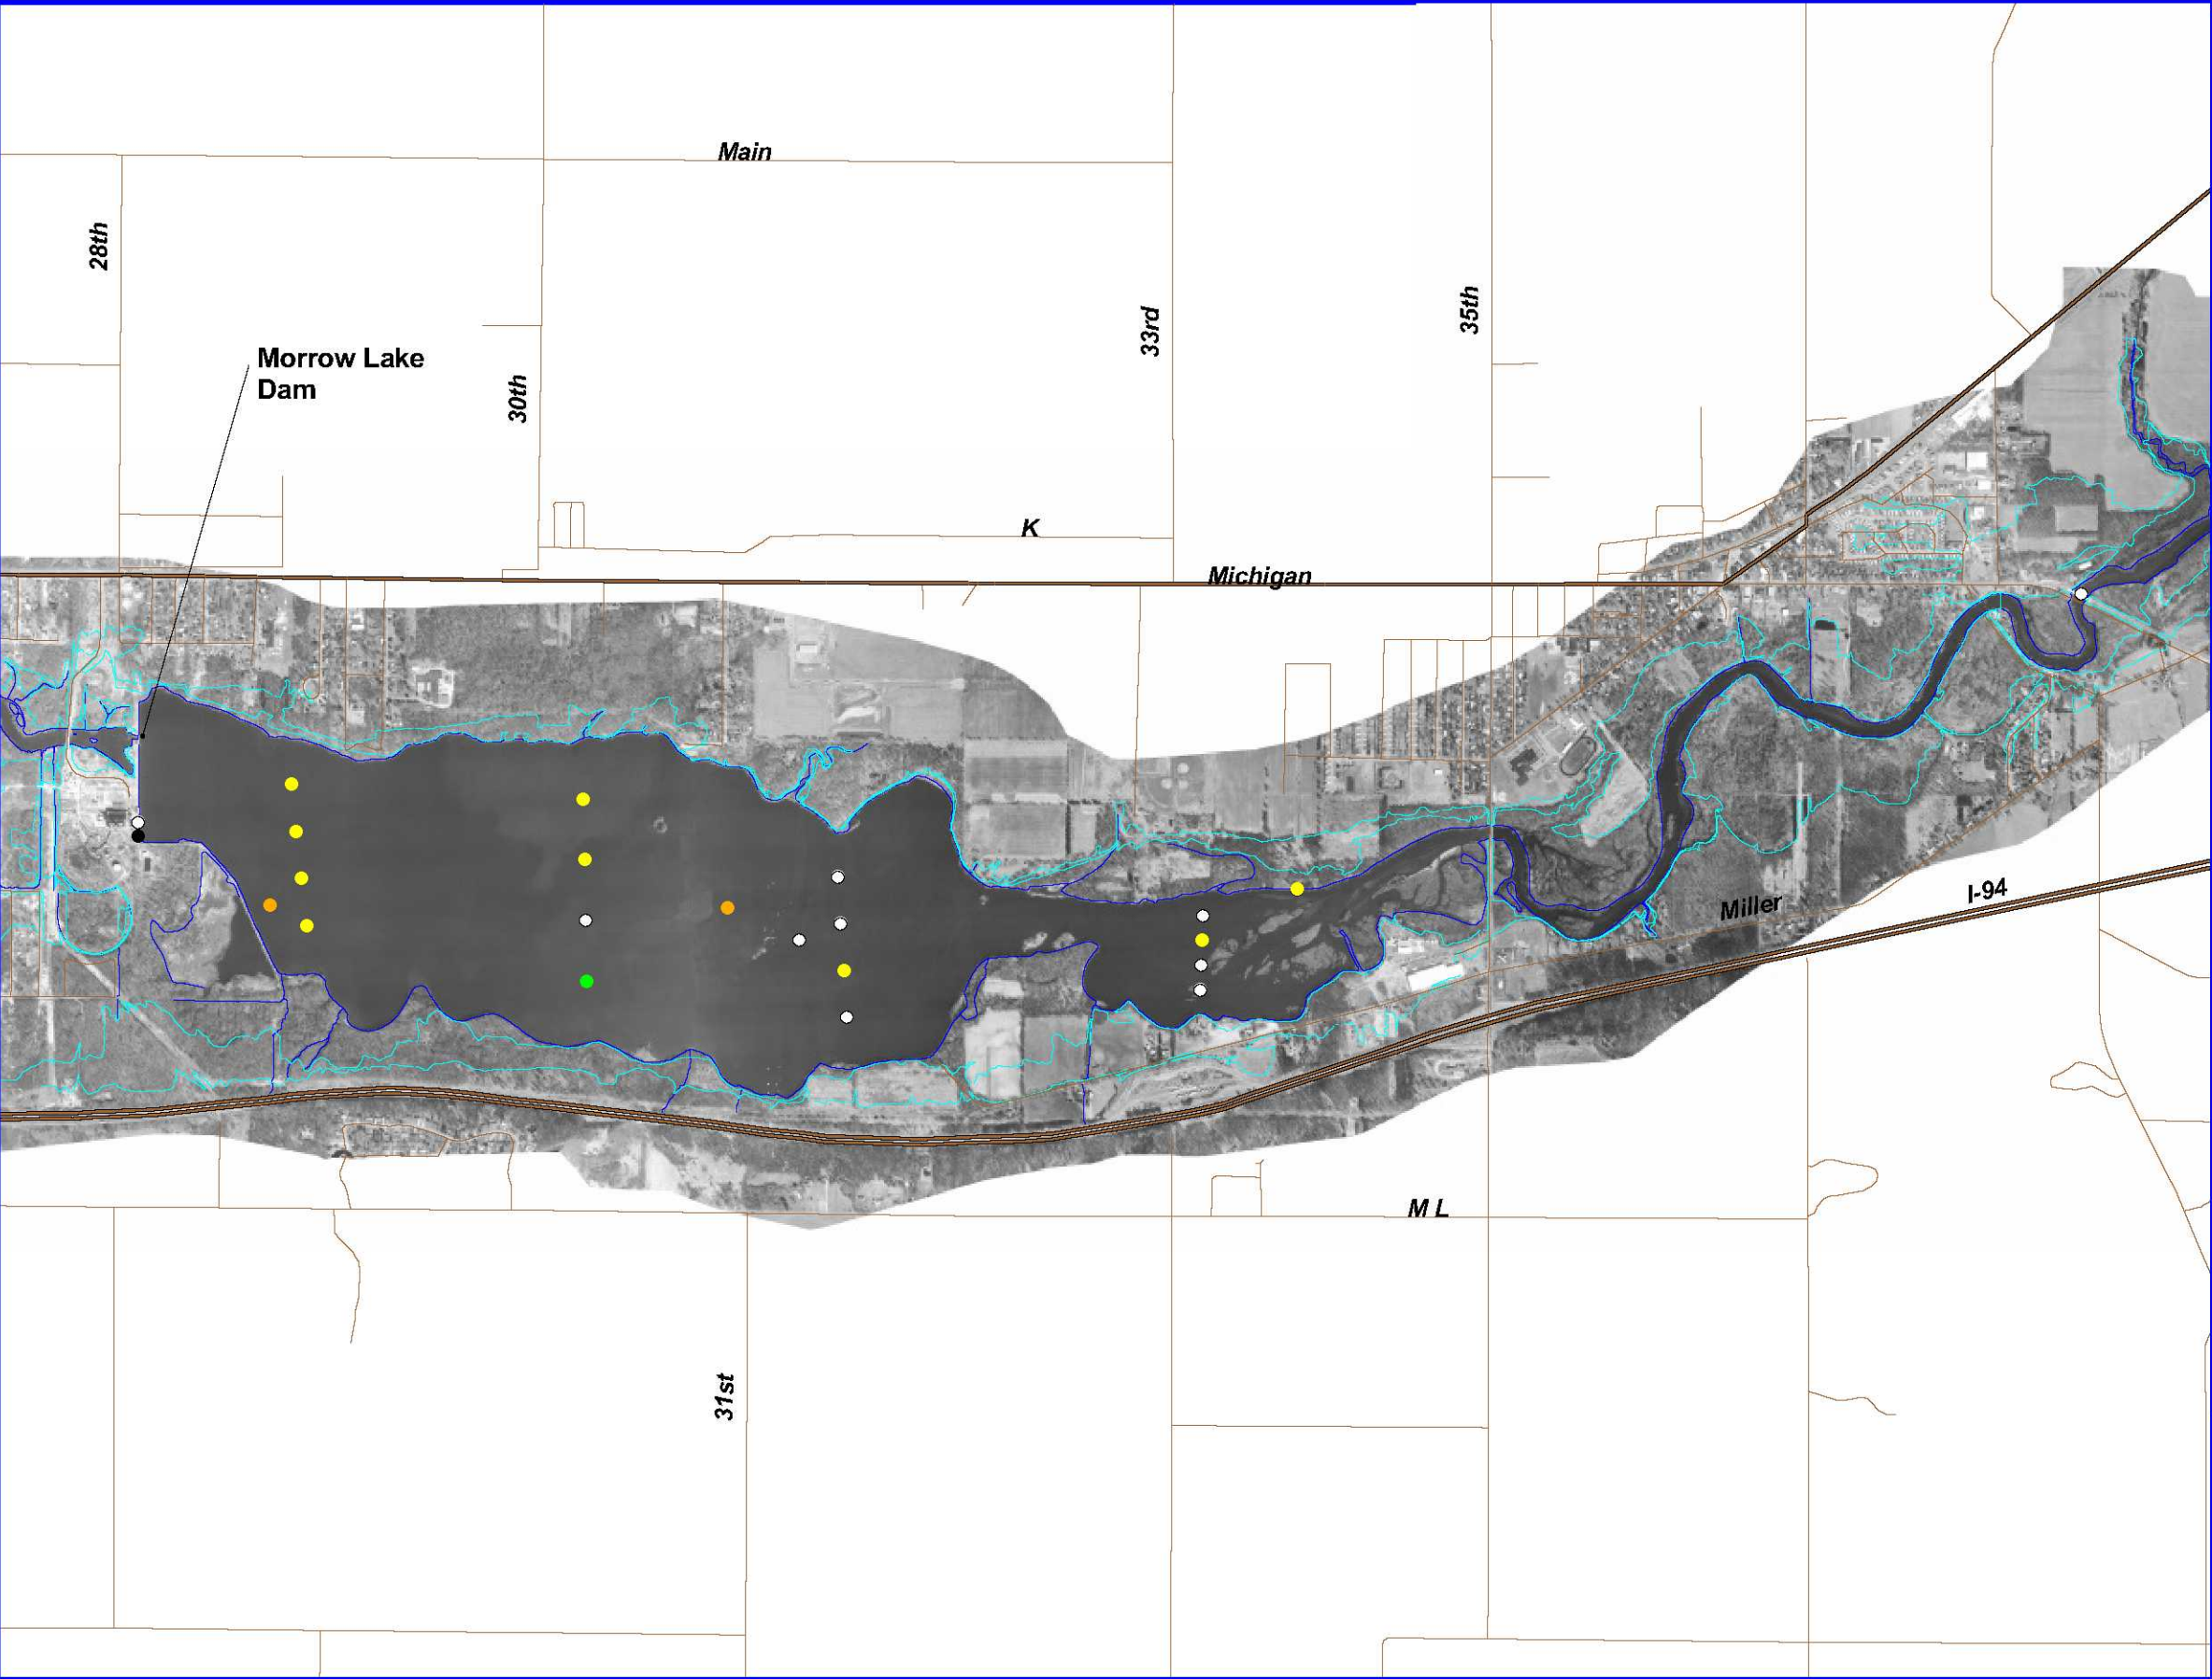 Main
28th
33rd
35th
Morrow Lake
Dam
30th
K
Michigan
I-94
Miller
M L
31st